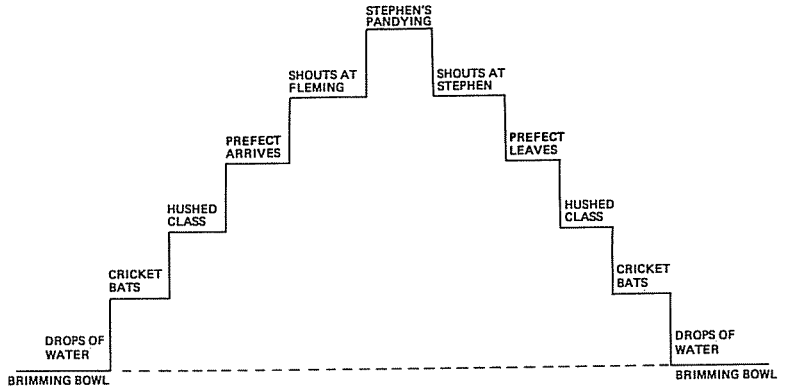 STEPHEN'S
PANDYING
SHOUTS AT
FLEMING
SHOUTS AT
STEPHEN
PREFECT
ARRIVES
PREFECT
LEAVES
HUSHED
CLASS
HUSHED
CLASS
CRICKET
BATS
CRICKET
BATS
DROPS OF
WATER
DROPS OF
WATER
BRIMMING BOWL
BRIMMING BOWL